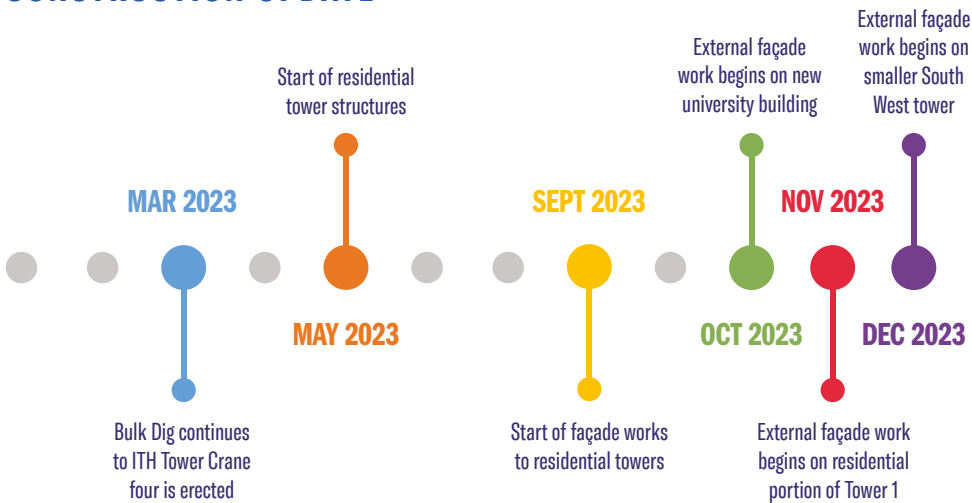 External façade
work begins on
smaller South
West tower
External façade
work begins on new
university building
Start of residential
tower structures
MAR 2023
SEPT 2023
NOV 2023
MAY 2023
OCT 2023
DEC 2023
Bulk Dig continues
to ITH Tower Crane
four is erected
Start of façade works
to residential towers
External façade work
begins on residential
portion of Tower 1